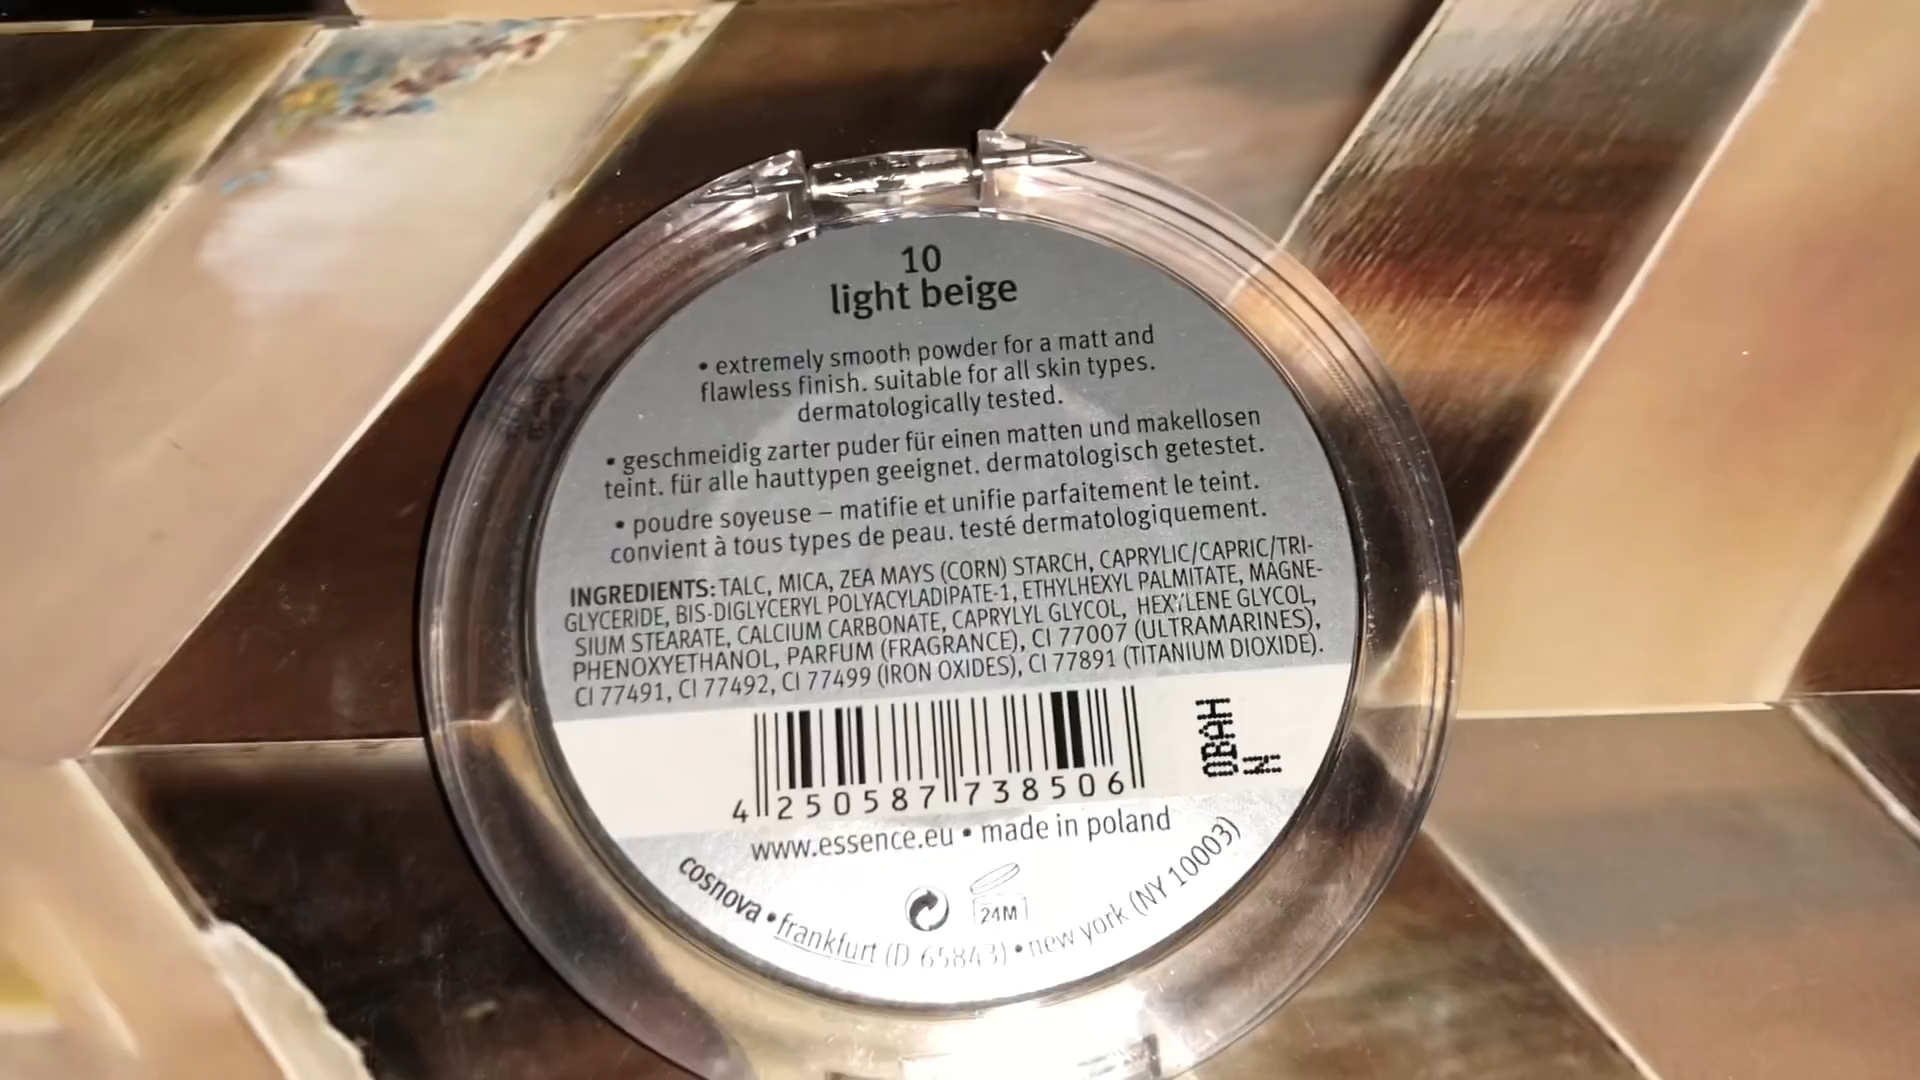 10
light beige
• extremely smooth powder for a matt and
flawless finish. suitable for all skin types.
dermatologically tested.
• geschmeidig zarter puder für einen matten und makellosen
teint. für alle hauttypen geeignet. dermatologisch getestet.
• poudre soyeuse – matifie et unifie parfaitement le teint.
convient à tous types de peau. testé dermatologiquement.
INGREDIENTS: TALC, MICA, ZEA MAYS (CORN) STARCH, CAPRYLIC/CAPRIC/TRI-
GLYCERIDE, BIS-DIGLYCERYL POLYACYLADIPATE-1, ETHYLHEXYL PALMITATE, MAGNE-
SIUM STEARATE, CALCIUM CARBONATE, CAPRYLYL GLYCOL, HEXYLENE GLYCOL,
PHENOXYETHANOL, PARFUM (FRAGRANCE), CI 77007 (ULTRAMARINES),
CI 77491, CI 77492, CI 77499 (IRON OXIDES), CI 77891 (TITANIUM DIOXIDE).
4 250587 738506
www.essence.eu • made in poland
24M
cosnova • frankfurt (D 65843) • new york (NY 10003)